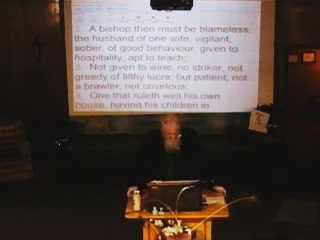 2 A bishop then must be blameless,
the husband of one wife, vigilant,
sober, of good behaviour, given to
hospitality, apt to teach;
3 Not given to wine, no striker, not
greedy of filthy lucre; but patient, not
a brawler, not covetous;
4 One that ruleth well his own
house, having his children in